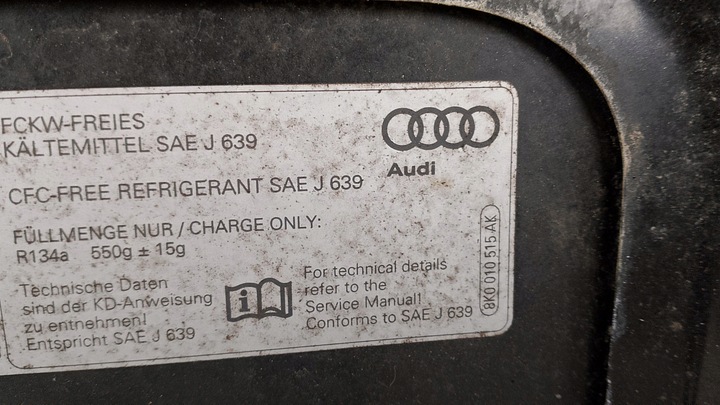 FCKW-FREIES
KÄLTEMITTEL SAE J 639
CFC-FREE REFRIGERANT SAE J 639
FÜLLMENGE NUR / CHARGE ONLY:
R134a 550g ± 15g
Technische Daten
sind der KD-Anweisung
zu entnehmen!
Entspricht SAE J 639
i
For technical details
refer to the
Service Manual!
Conforms to SAE J 639
Audi
8K0 010 515 AK